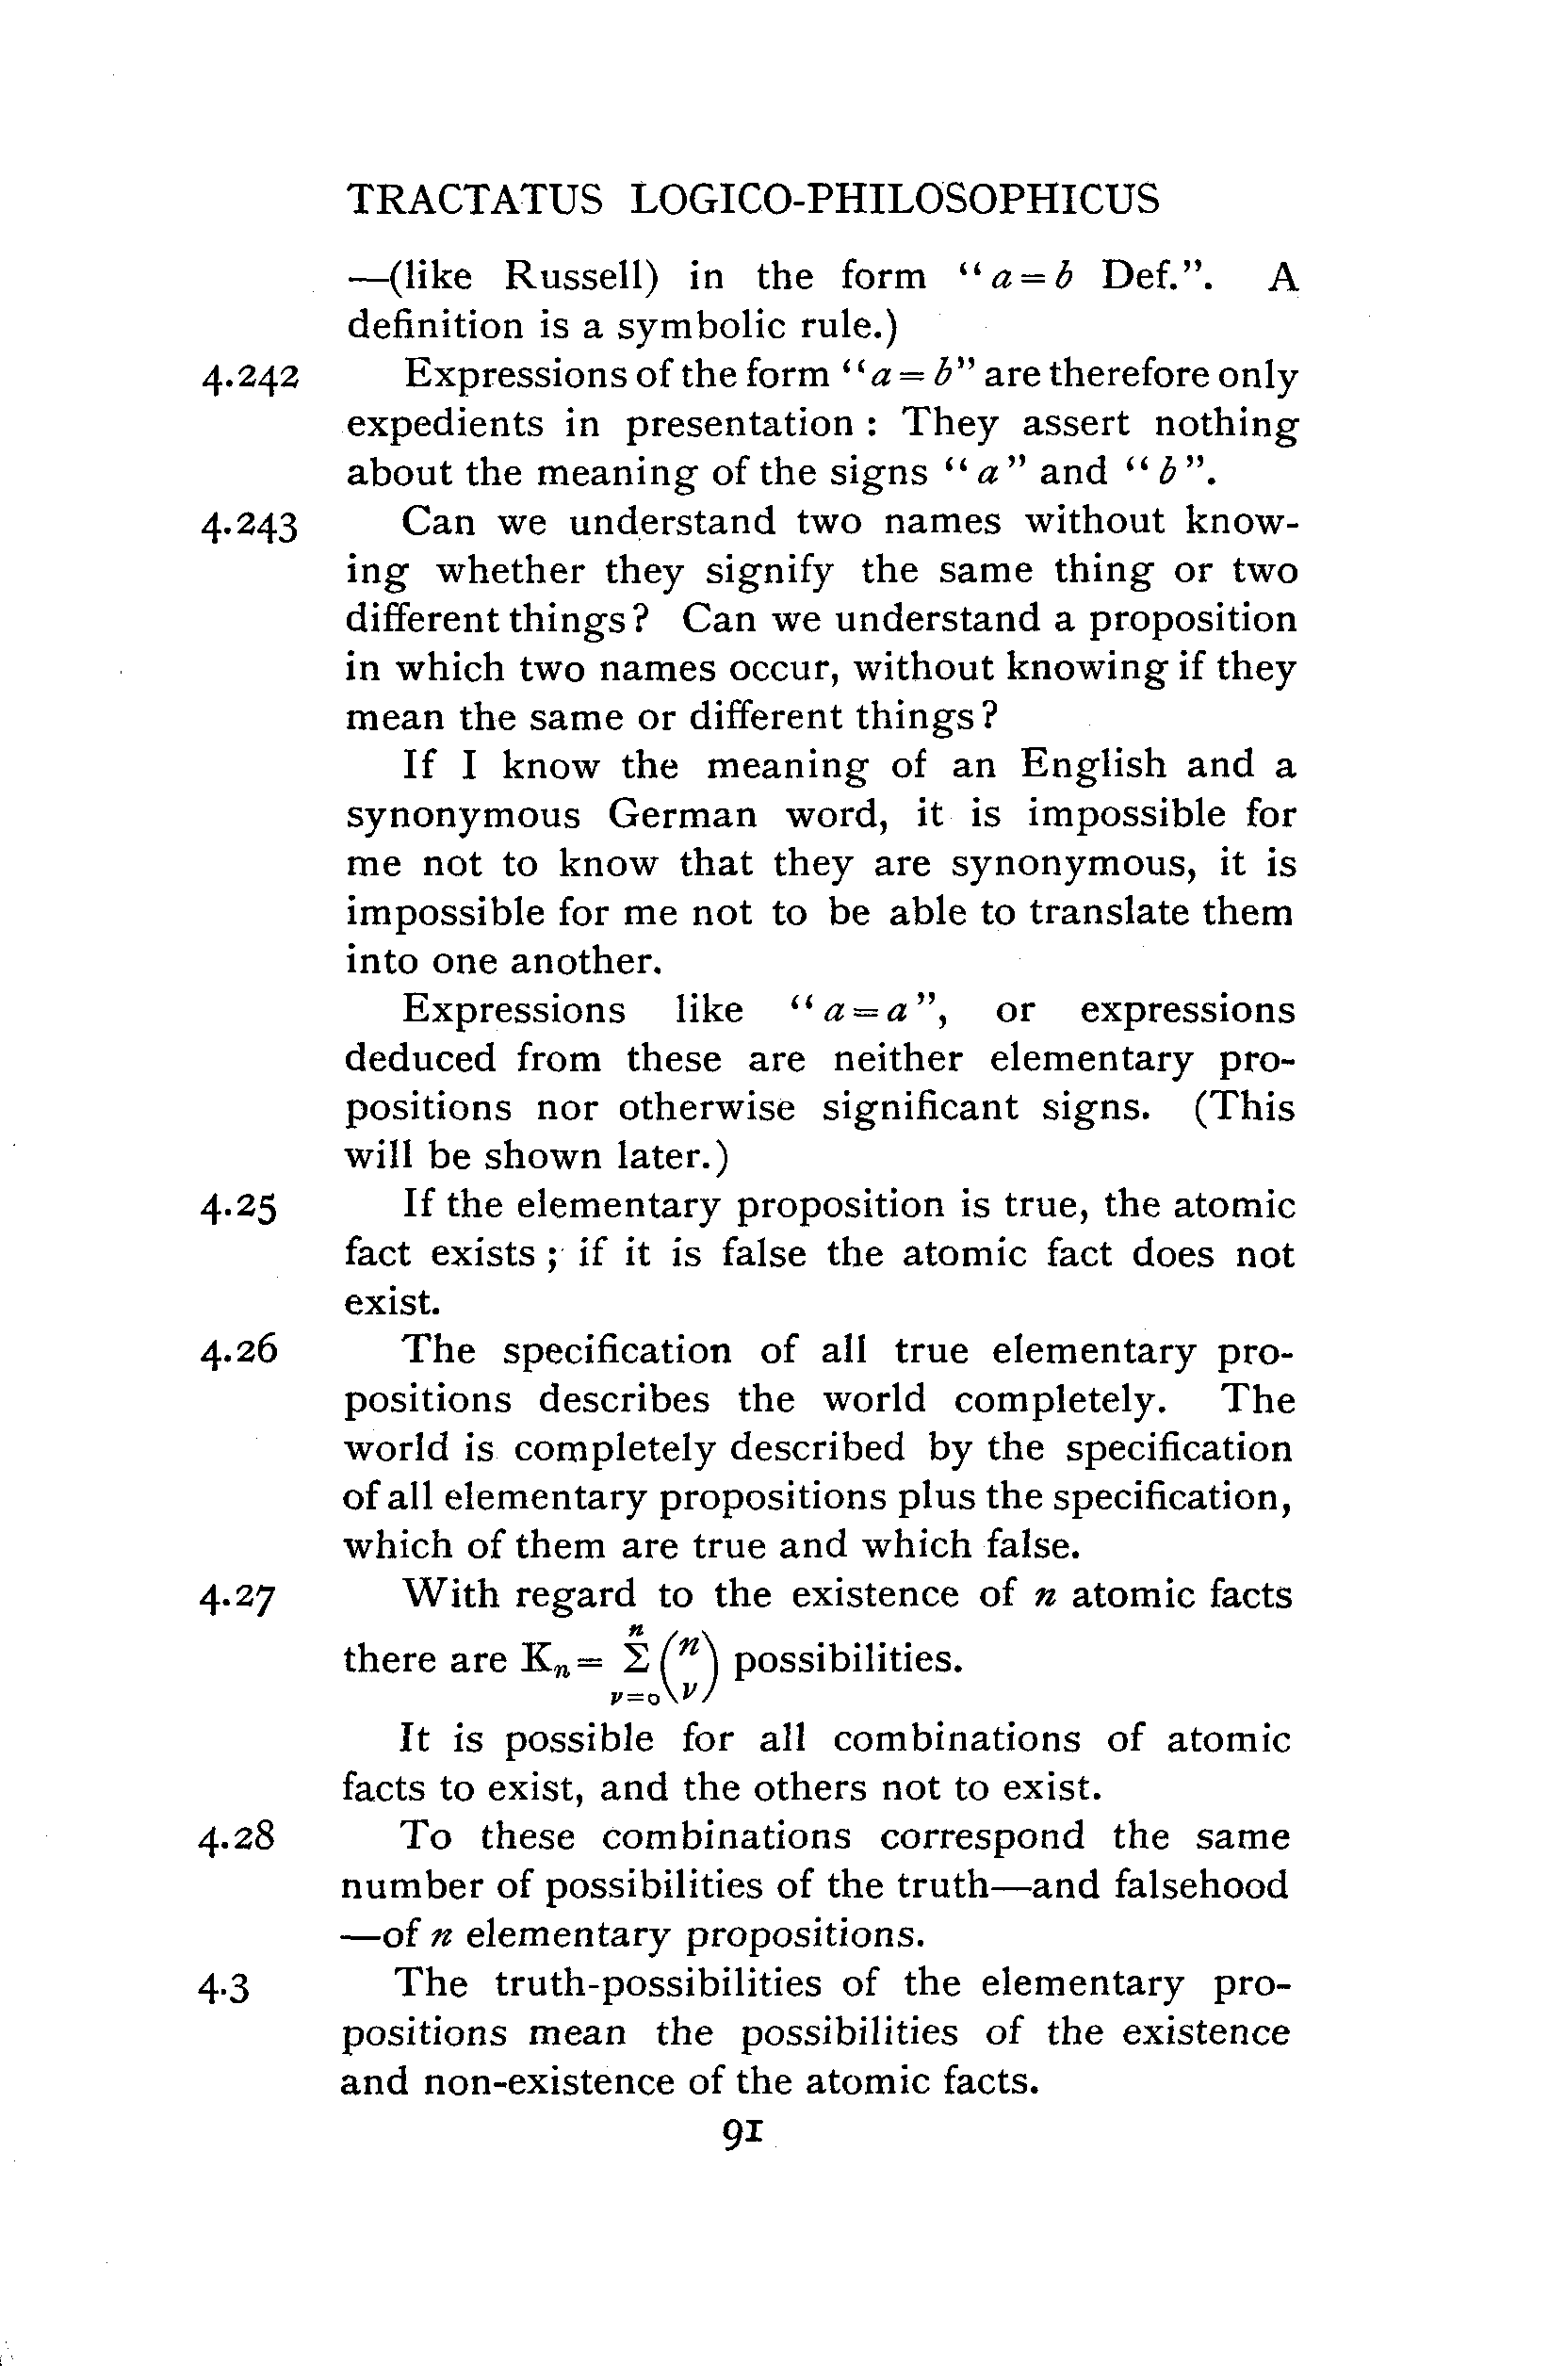 TRACTATUS LOGICO-PHILOSOPHICUS
—(like Russell) in the form “a = b Def.”. A
definition is a symbolic rule.)
4.242 Expressions of the form “a = b” are therefore only
expedients in presentation : They assert nothing
about the meaning of the signs “a” and “b”.
4.243 Can we understand two names without know-
ing whether they signify the same thing or two
different things? Can we understand a proposition
in which two names occur, without knowing if they
mean the same or different things?
If I know the meaning of an English and a
synonymous German word, it is impossible for
me not to know that they are synonymous, it is
impossible for me not to be able to translate them
into one another.
Expressions like “a = a”, or expressions
deduced from these are neither elementary pro-
positions nor otherwise significant signs. (This
will be shown later.)
4.25 If the elementary proposition is true, the atomic
fact exists ; if it is false the atomic fact does not
exist.
4.26 The specification of all true elementary pro-
positions describes the world completely. The
world is completely described by the specification
of all elementary propositions plus the specification,
which of them are true and which false.
4.27 With regard to the existence of n atomic facts
there are Kₙ = n Σ ν=0 (n ν) possibilities.
It is possible for all combinations of atomic
facts to exist, and the others not to exist.
4.28 To these combinations correspond the same
number of possibilities of the truth—and falsehood
—of n elementary propositions.
4.3 The truth-possibilities of the elementary pro-
positions mean the possibilities of the existence
and non-existence of the atomic facts.
91